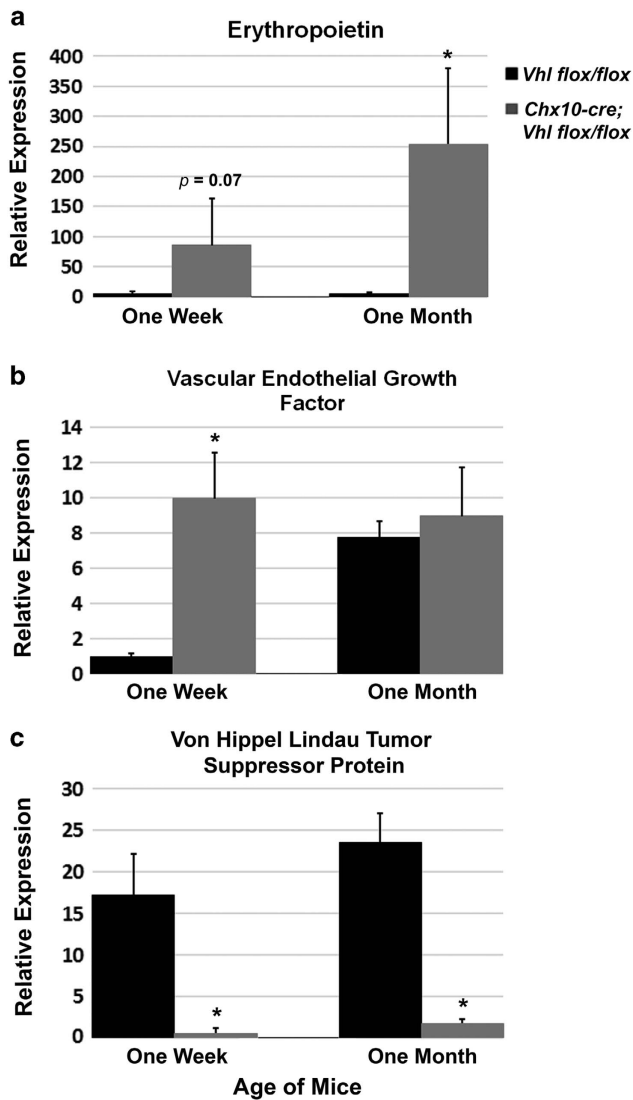 a
Erythropoietin
Relative Expression
400
350
300
250
200
150
100
50
0
p = 0.07
*
One Week
One Month
Vhl flox/flox
Chx10-cre;
Vhl flox/flox
b
Vascular Endothelial Growth
Factor
Relative Expression
14
12
10
8
6
4
2
0
*
One Week
One Month
c
Von Hippel Lindau Tumor
Suppressor Protein
Relative Expression
30
25
20
15
10
5
0
*
*
One Week
One Month
Age of Mice